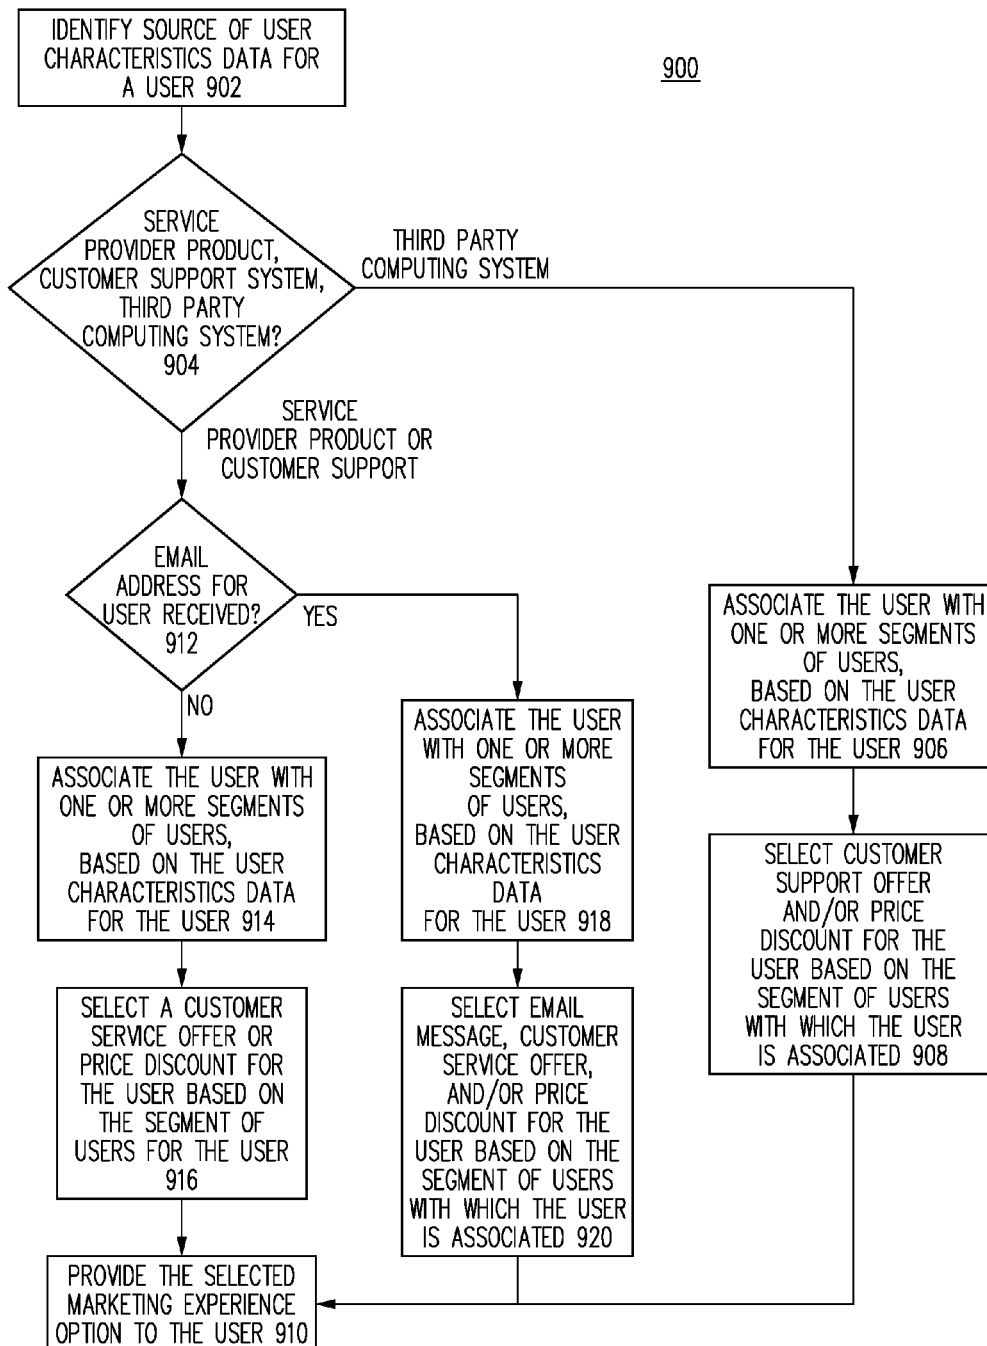 IDENTIFY SOURCE OF USER
CHARACTERISTICS DATA FOR
A USER 902
900
SERVICE
PROVIDER PRODUCT,
CUSTOMER SUPPORT SYSTEM,
THIRD PARTY
COMPUTING SYSTEM?
904
THIRD PARTY
COMPUTING SYSTEM
SERVICE
PROVIDER PRODUCT OR
CUSTOMER SUPPORT
EMAIL
ADDRESS FOR
USER RECEIVED?
912
YES
NO
ASSOCIATE THE USER WITH
ONE OR MORE SEGMENTS
OF USERS,
BASED ON THE USER
CHARACTERISTICS DATA
FOR THE USER 906
ASSOCIATE THE USER
WITH ONE OR MORE
SEGMENTS
OF USERS,
BASED ON THE USER
CHARACTERISTICS
DATA
FOR THE USER 918
ASSOCIATE THE USER WITH
ONE OR MORE SEGMENTS
OF USERS,
BASED ON THE USER
CHARACTERISTICS DATA
FOR THE USER 914
SELECT CUSTOMER
SUPPORT OFFER
AND/OR PRICE
DISCOUNT FOR THE
USER BASED ON THE
SEGMENT OF USERS
WITH WHICH THE USER
IS ASSOCIATED 908
SELECT A CUSTOMER
SERVICE OFFER OR
PRICE DISCOUNT FOR
THE USER BASED ON
THE SEGMENT OF
USERS FOR THE USER
916
SELECT EMAIL
MESSAGE, CUSTOMER
SERVICE OFFER,
AND/OR PRICE
DISCOUNT FOR THE
USER BASED ON THE
SEGMENT OF USERS
WITH WHICH THE USER
IS ASSOCIATED 920
PROVIDE THE SELECTED
MARKETING EXPERIENCE
OPTION TO THE USER 910